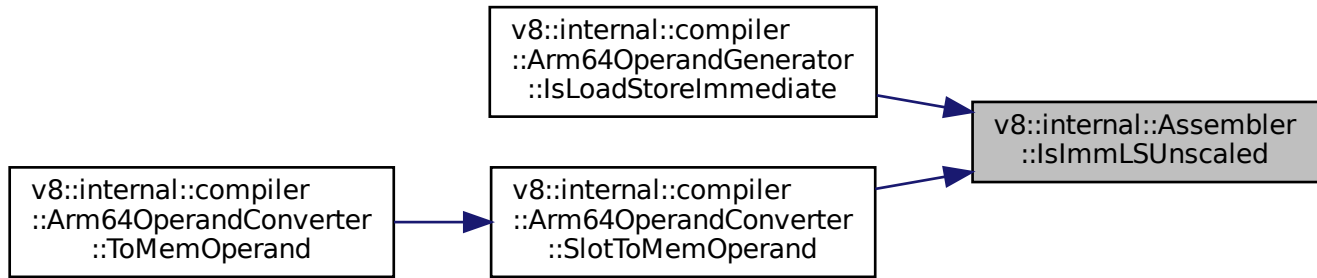 v8::internal::compiler
::Arm64OperandGenerator
::IsLoadStoreImmediate
v8::internal::Assembler
::IsImmLSUnscaled
v8::internal::compiler
::Arm64OperandConverter
::ToMemOperand
v8::internal::compiler
::Arm64OperandConverter
::SlotToMemOperand